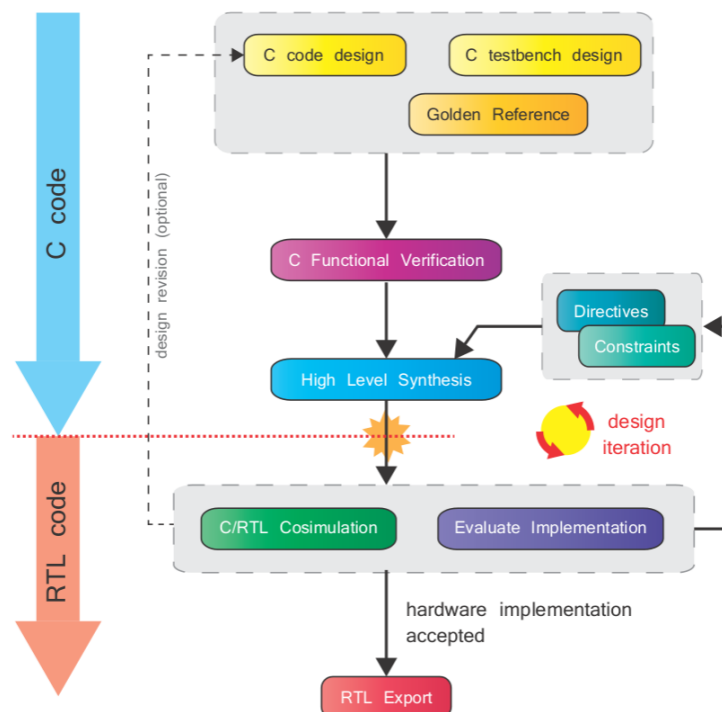 C code design
C testbench design
Golden Reference
C code
design revision (optional)
C Functional Verification
Directives
Constraints
High Level Synthesis
design
iteration
RTL code
C/RTL Cosimulation
Evaluate Implementation
hardware implementation
accepted
RTL Export